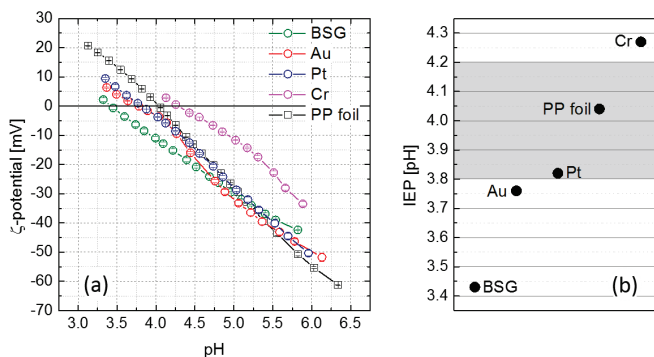 30
20
10
0
-10
-20
-30
-40
-50
-60
-70
ζ-potential [mV]
BSG
Au
Pt
Cr
PP foil
(a)
3.0 3.5 4.0 4.5 5.0 5.5 6.0 6.5
pH
4.3
4.2
4.1
4.0
3.9
3.8
3.7
3.6
3.5
3.4
IEP [pH]
Cr
PP foil
Pt
Au
BSG
(b)